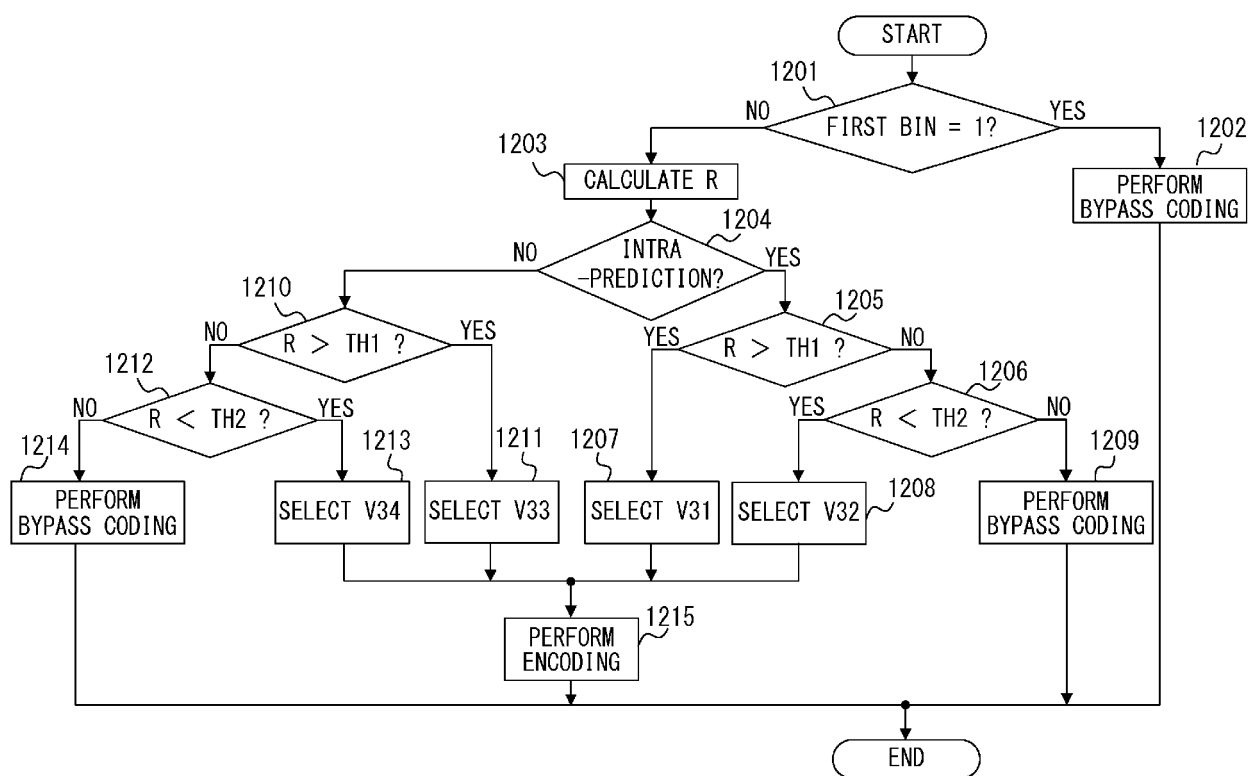 START
1201
NO
YES
FIRST BIN = 1?
1202
PERFORM
BYPASS CODING
1203
CALCULATE R
1204
NO
YES
INTRA
-PREDICTION?
1210
NO
YES
R > TH1 ?
1205
YES
NO
R > TH1 ?
1212
NO
YES
R < TH2 ?
1206
YES
NO
R < TH2 ?
1214
PERFORM
BYPASS CODING
1213
SELECT V34
1211
SELECT V33
1207
SELECT V31
SELECT V32
1208
1209
PERFORM
BYPASS CODING
1215
PERFORM
ENCODING
END